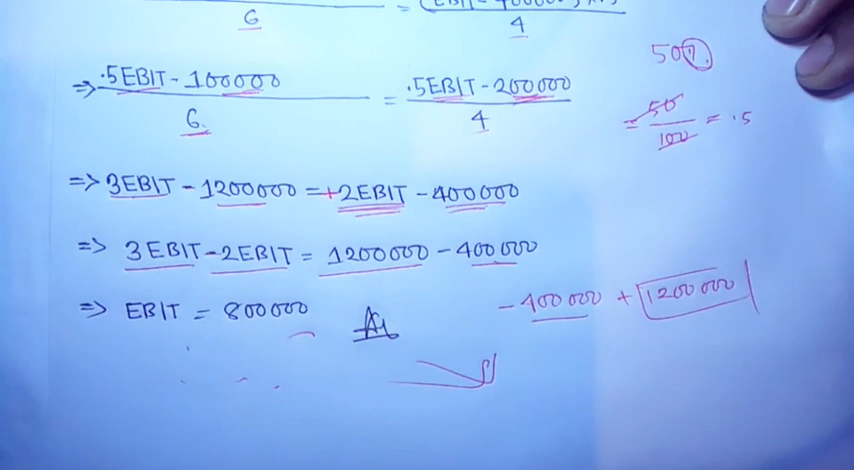 6 = 4
50%.
=> .5EBIT - 100000 / 6 = .5EBIT - 200000 / 4
= 50/100 = .5
=> 3EBIT - 1200000 = +2EBIT - 400000
=> 3EBIT - 2EBIT = 1200000 - 400000
=> EBIT = 800000
- 400000 + 1200000